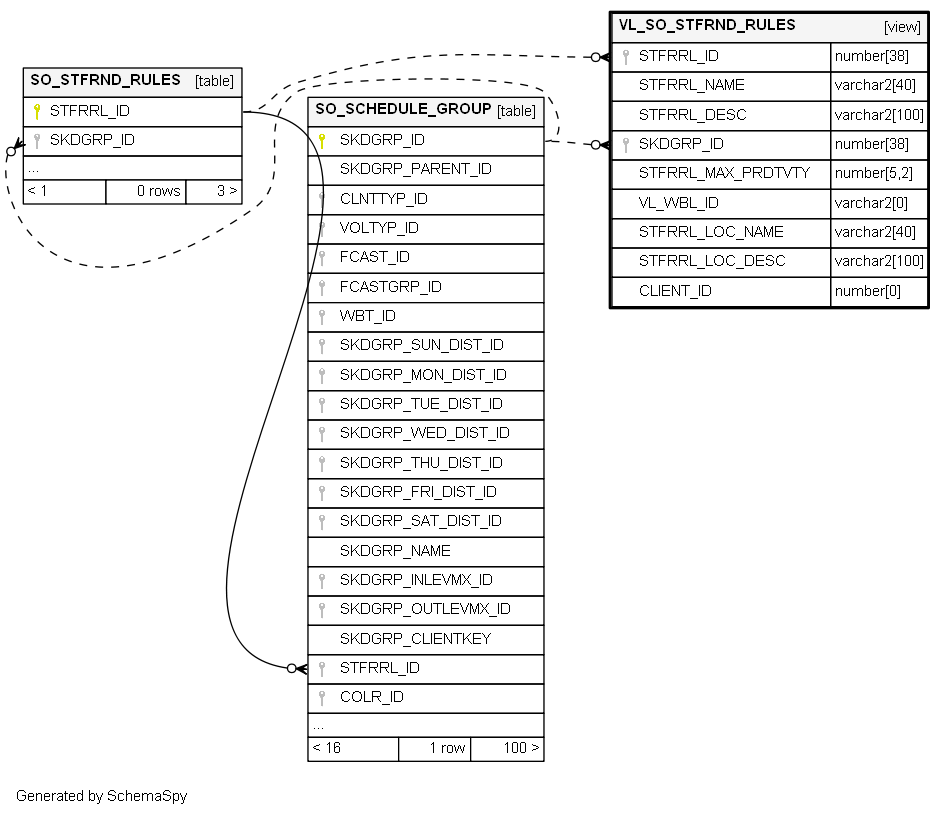 SO_STFRND_RULES [table]
STFRRL_ID
SKDGRP_ID
...
< 1 0 rows 3 >
SO_SCHEDULE_GROUP [table]
SKDGRP_ID
SKDGRP_PARENT_ID
CLNTTYP_ID
VOLTYP_ID
FCAST_ID
FCASTGRP_ID
WBT_ID
SKDGRP_SUN_DIST_ID
SKDGRP_MON_DIST_ID
SKDGRP_TUE_DIST_ID
SKDGRP_WED_DIST_ID
SKDGRP_THU_DIST_ID
SKDGRP_FRI_DIST_ID
SKDGRP_SAT_DIST_ID
SKDGRP_NAME
SKDGRP_INLEVMX_ID
SKDGRP_OUTLEVMX_ID
SKDGRP_CLIENTKEY
STFRRL_ID
COLR_ID
...
< 16 1 row 100 >
VL_SO_STFRND_RULES [view]
STFRRL_ID number[38]
STFRRL_NAME varchar2[40]
STFRRL_DESC varchar2[100]
SKDGRP_ID number[38]
STFRRL_MAX_PRDTVTY number[5,2]
VL_WBL_ID varchar2[0]
STFRRL_LOC_NAME varchar2[40]
STFRRL_LOC_DESC varchar2[100]
CLIENT_ID number[0]
Generated by SchemaSpy